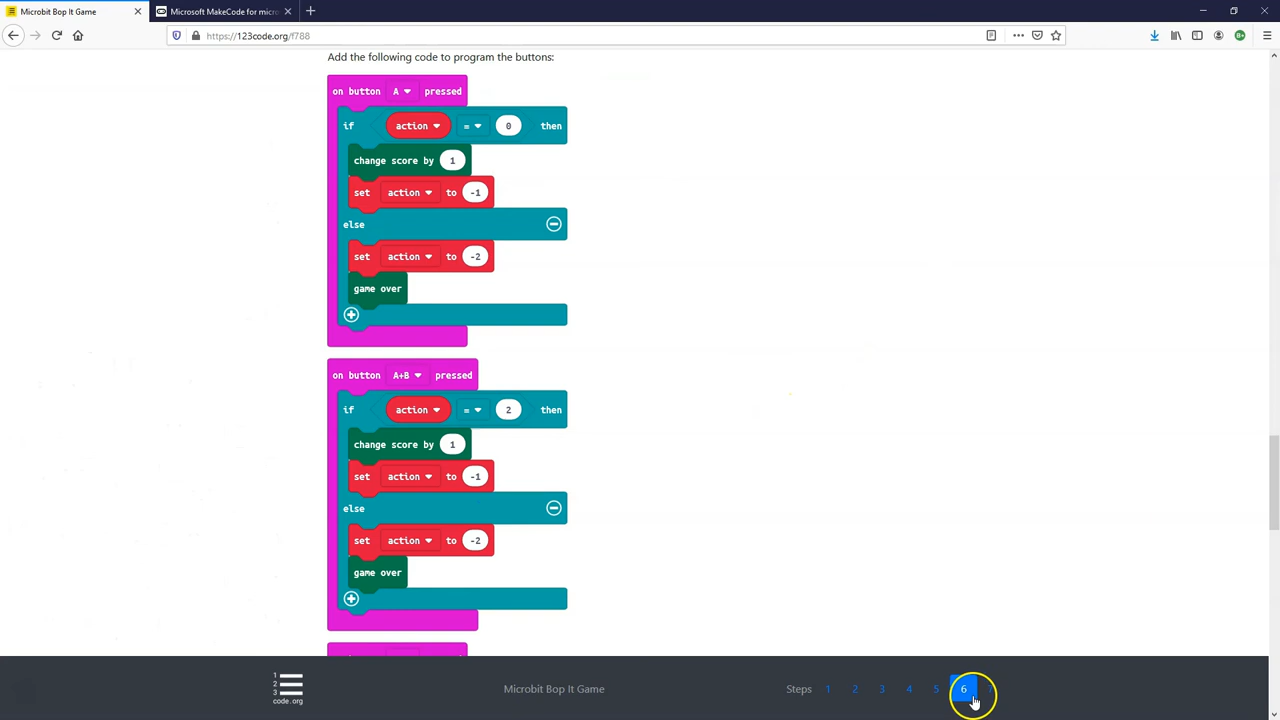 Microbit Bop It Game
Microsoft MakeCode for micro
https://123code.org/f788
Add the following code to program the buttons:
on button A pressed
if action = 0 then
change score by 1
set action to -1
else
set action to -2
game over
on button A+B pressed
if action = 2 then
change score by 1
set action to -1
else
set action to -2
game over
1
2
3
code.org
Microbit Bop It Game
Steps 1 2 3 4 5 6 7